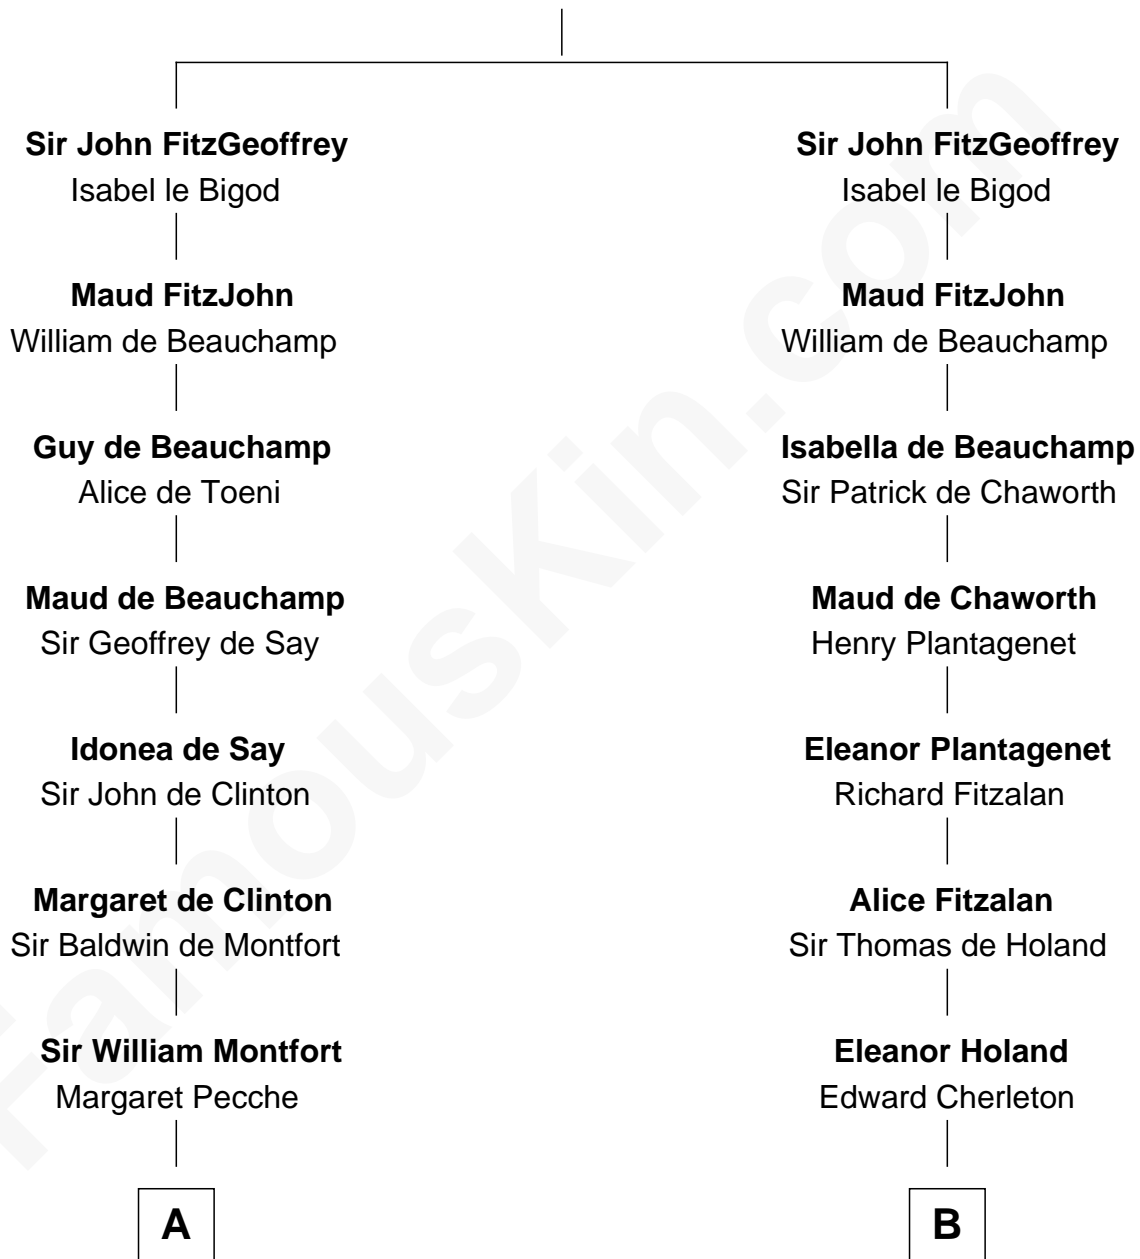 Sir John FitzGeoffrey
Isabel le Bigod
Maud FitzJohn
William de Beauchamp
Guy de Beauchamp
Alice de Toeni
Maud de Beauchamp
Sir Geoffrey de Say
Idonea de Say
Sir John de Clinton
Margaret de Clinton
Sir Baldwin de Montfort
Sir William Montfort
Margaret Pecche
A
Sir John FitzGeoffrey
Isabel le Bigod
Maud FitzJohn
William de Beauchamp
Isabella de Beauchamp
Sir Patrick de Chaworth
Maud de Chaworth
Henry Plantagenet
Eleanor Plantagenet
Richard Fitzalan
Alice Fitzalan
Sir Thomas de Holand
Eleanor Holand
Edward Cherleton
B
FamousKin.com